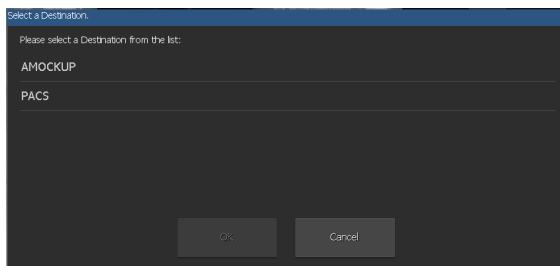 Select a Destination.
Please select a Destination from the list:
AMOCKUP
PACS
OK
Cancel